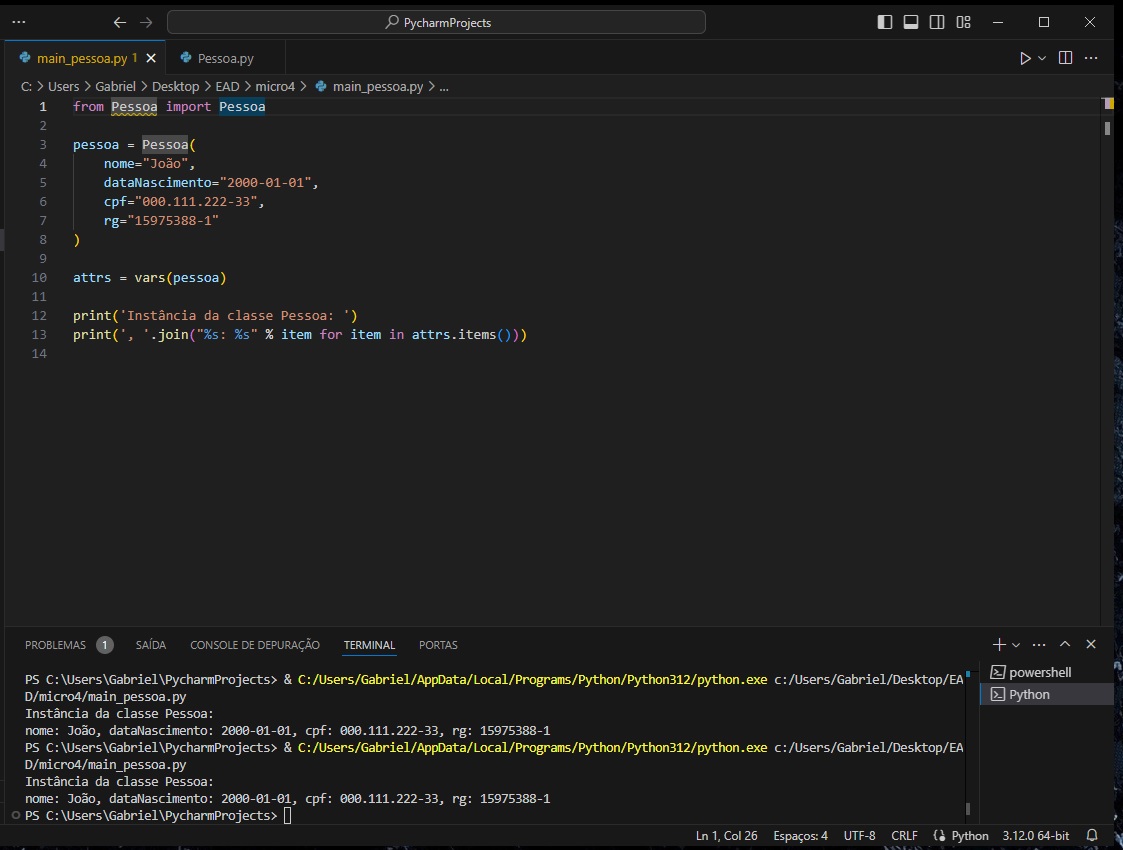 PycharmProjects
main_pessoa.py 1
Pessoa.py
C: > Users > Gabriel > Desktop > EAD > micro4 > main_pessoa.py > ...
1 from Pessoa import Pessoa
2
3 pessoa = Pessoa(
4     nome="João",
5     dataNascimento="2000-01-01",
6     cpf="000.111.222-33",
7     rg="15975388-1"
8 )
9
10 attrs = vars(pessoa)
11
12 print('Instância da classe Pessoa: ')
13 print(', '.join("%s: %s" % item for item in attrs.items()))
14
PROBLEMAS 1 SAÍDA CONSOLE DE DEPURAÇÃO TERMINAL PORTAS
PS C:\Users\Gabriel\PycharmProjects> & C:/Users/Gabriel/AppData/Local/Programs/Python/Python312/python.exe c:/Users/Gabriel/Desktop/EA
D/micro4/main_pessoa.py
Instância da classe Pessoa:
nome: João, dataNascimento: 2000-01-01, cpf: 000.111.222-33, rg: 15975388-1
PS C:\Users\Gabriel\PycharmProjects> & C:/Users/Gabriel/AppData/Local/Programs/Python/Python312/python.exe c:/Users/Gabriel/Desktop/EA
D/micro4/main_pessoa.py
Instância da classe Pessoa:
nome: João, dataNascimento: 2000-01-01, cpf: 000.111.222-33, rg: 15975388-1
PS C:\Users\Gabriel\PycharmProjects>
powershell
Python
Ln 1, Col 26 Espaços: 4 UTF-8 CRLF Python 3.12.0 64-bit